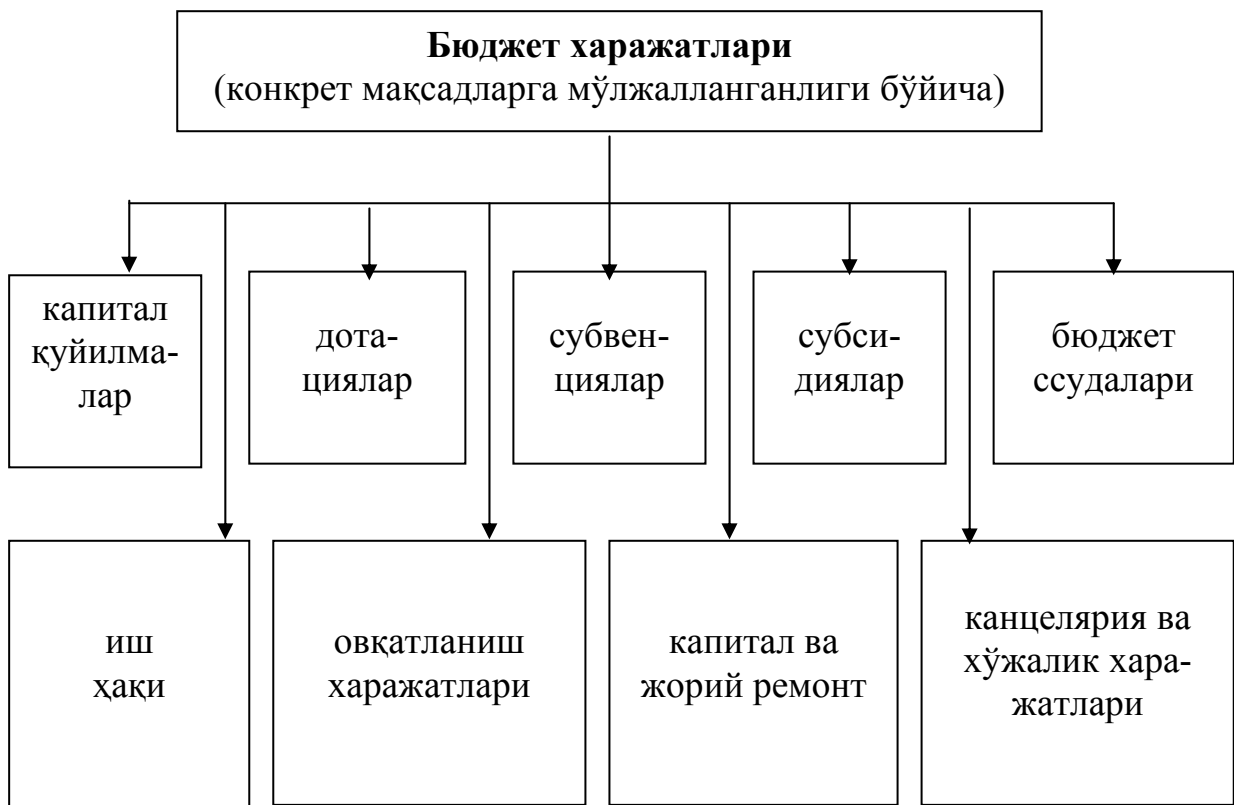 Бюджет харажатлари
(конкрет мақсадларга мўлжалланганлиги бўйича)
капитал
қуйилма-
лар
дота-
циялар
субвен-
циялар
субси-
диялар
бюджет
ссудалари
иш
ҳақи
овқатланиш
харажатлари
капитал ва
жорий ремонт
канцелярия ва
хўжалик хара-
жатлари